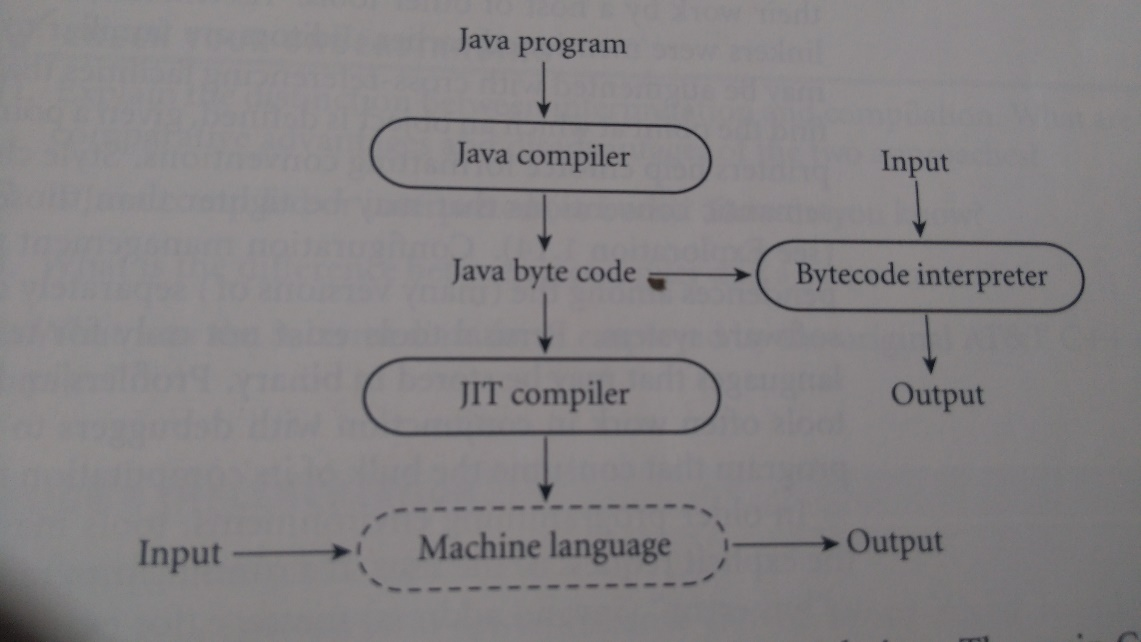 Java program
Java compiler
Input
Java byte code
Bytecode interpreter
JIT compiler
Output
Input
Machine language
Output